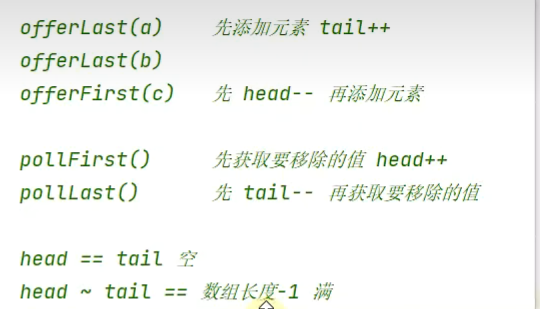 offerLast(a) 先添加元素 tail++
offerLast(b)
offerFirst(c) 先 head-- 再添加元素
pollFirst() 先获取要移除的值 head++
pollLast() 先 tail-- 再获取要移除的值
head == tail 空
head ~ tail == 数组长度-1 满